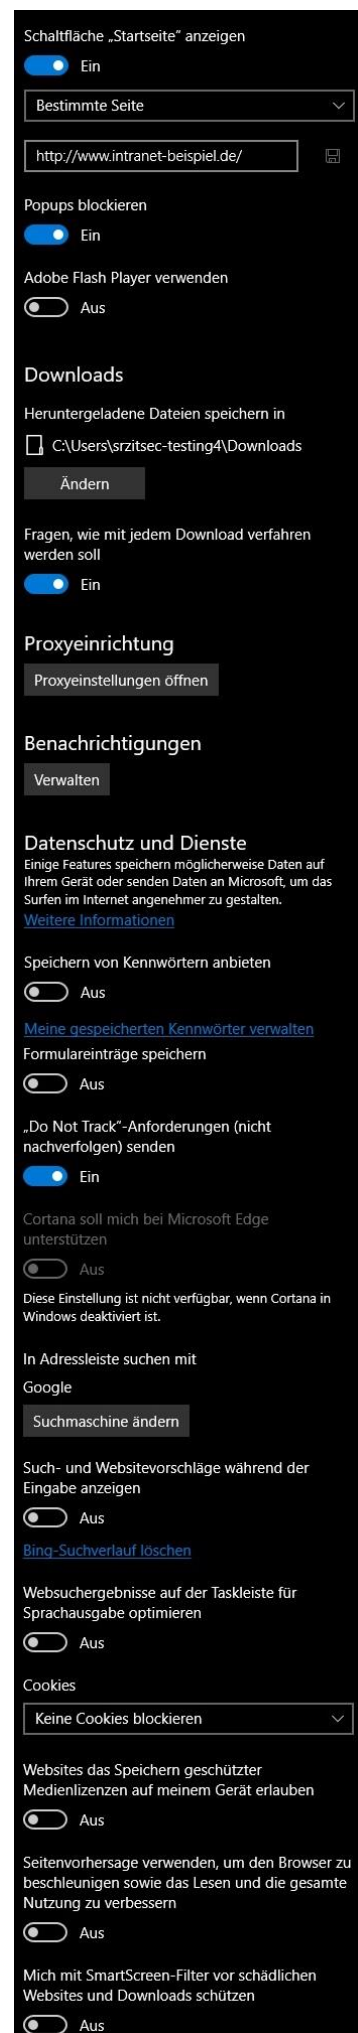 Schaltfläche „Startseite" anzeigen
Ein
Bestimmte Seite
http://www.intranet-beispiel.de/
Popups blockieren
Ein
Adobe Flash Player verwenden
Aus
Downloads
Heruntergeladene Dateien speichern in
C:\Users\srzitsec-testing4\Downloads
Ändern
Fragen, wie mit jedem Download verfahren
werden soll
Ein
Proxyeinrichtung
Proxyeinstellungen öffnen
Benachrichtigungen
Verwalten
Datenschutz und Dienste
Einige Features speichern möglicherweise Daten auf
Ihrem Gerät oder senden Daten an Microsoft, um das
Surfen im Internet angenehmer zu gestalten.
Weitere Informationen
Speichern von Kennwörtern anbieten
Aus
Meine gespeicherten Kennwörter verwalten
Formulareinträge speichern
Aus
„Do Not Track"-Anforderungen (nicht
nachverfolgen) senden
Ein
Cortana soll mich bei Microsoft Edge
unterstützen
Aus
Diese Einstellung ist nicht verfügbar, wenn Cortana in
Windows deaktiviert ist.
In Adressleiste suchen mit
Google
Suchmaschine ändern
Such- und Websitevorschläge während der
Eingabe anzeigen
Aus
Bing-Suchverlauf löschen
Websuchergebnisse auf der Taskleiste für
Sprachausgabe optimieren
Aus
Cookies
Keine Cookies blockieren
Websites das Speichern geschützter
Medienlizenzen auf meinem Gerät erlauben
Aus
Seitenvorhersage verwenden, um den Browser zu
beschleunigen sowie das Lesen und die gesamte
Nutzung zu verbessern
Aus
Mich mit SmartScreen-Filter vor schädlichen
Websites und Downloads schützen
Aus